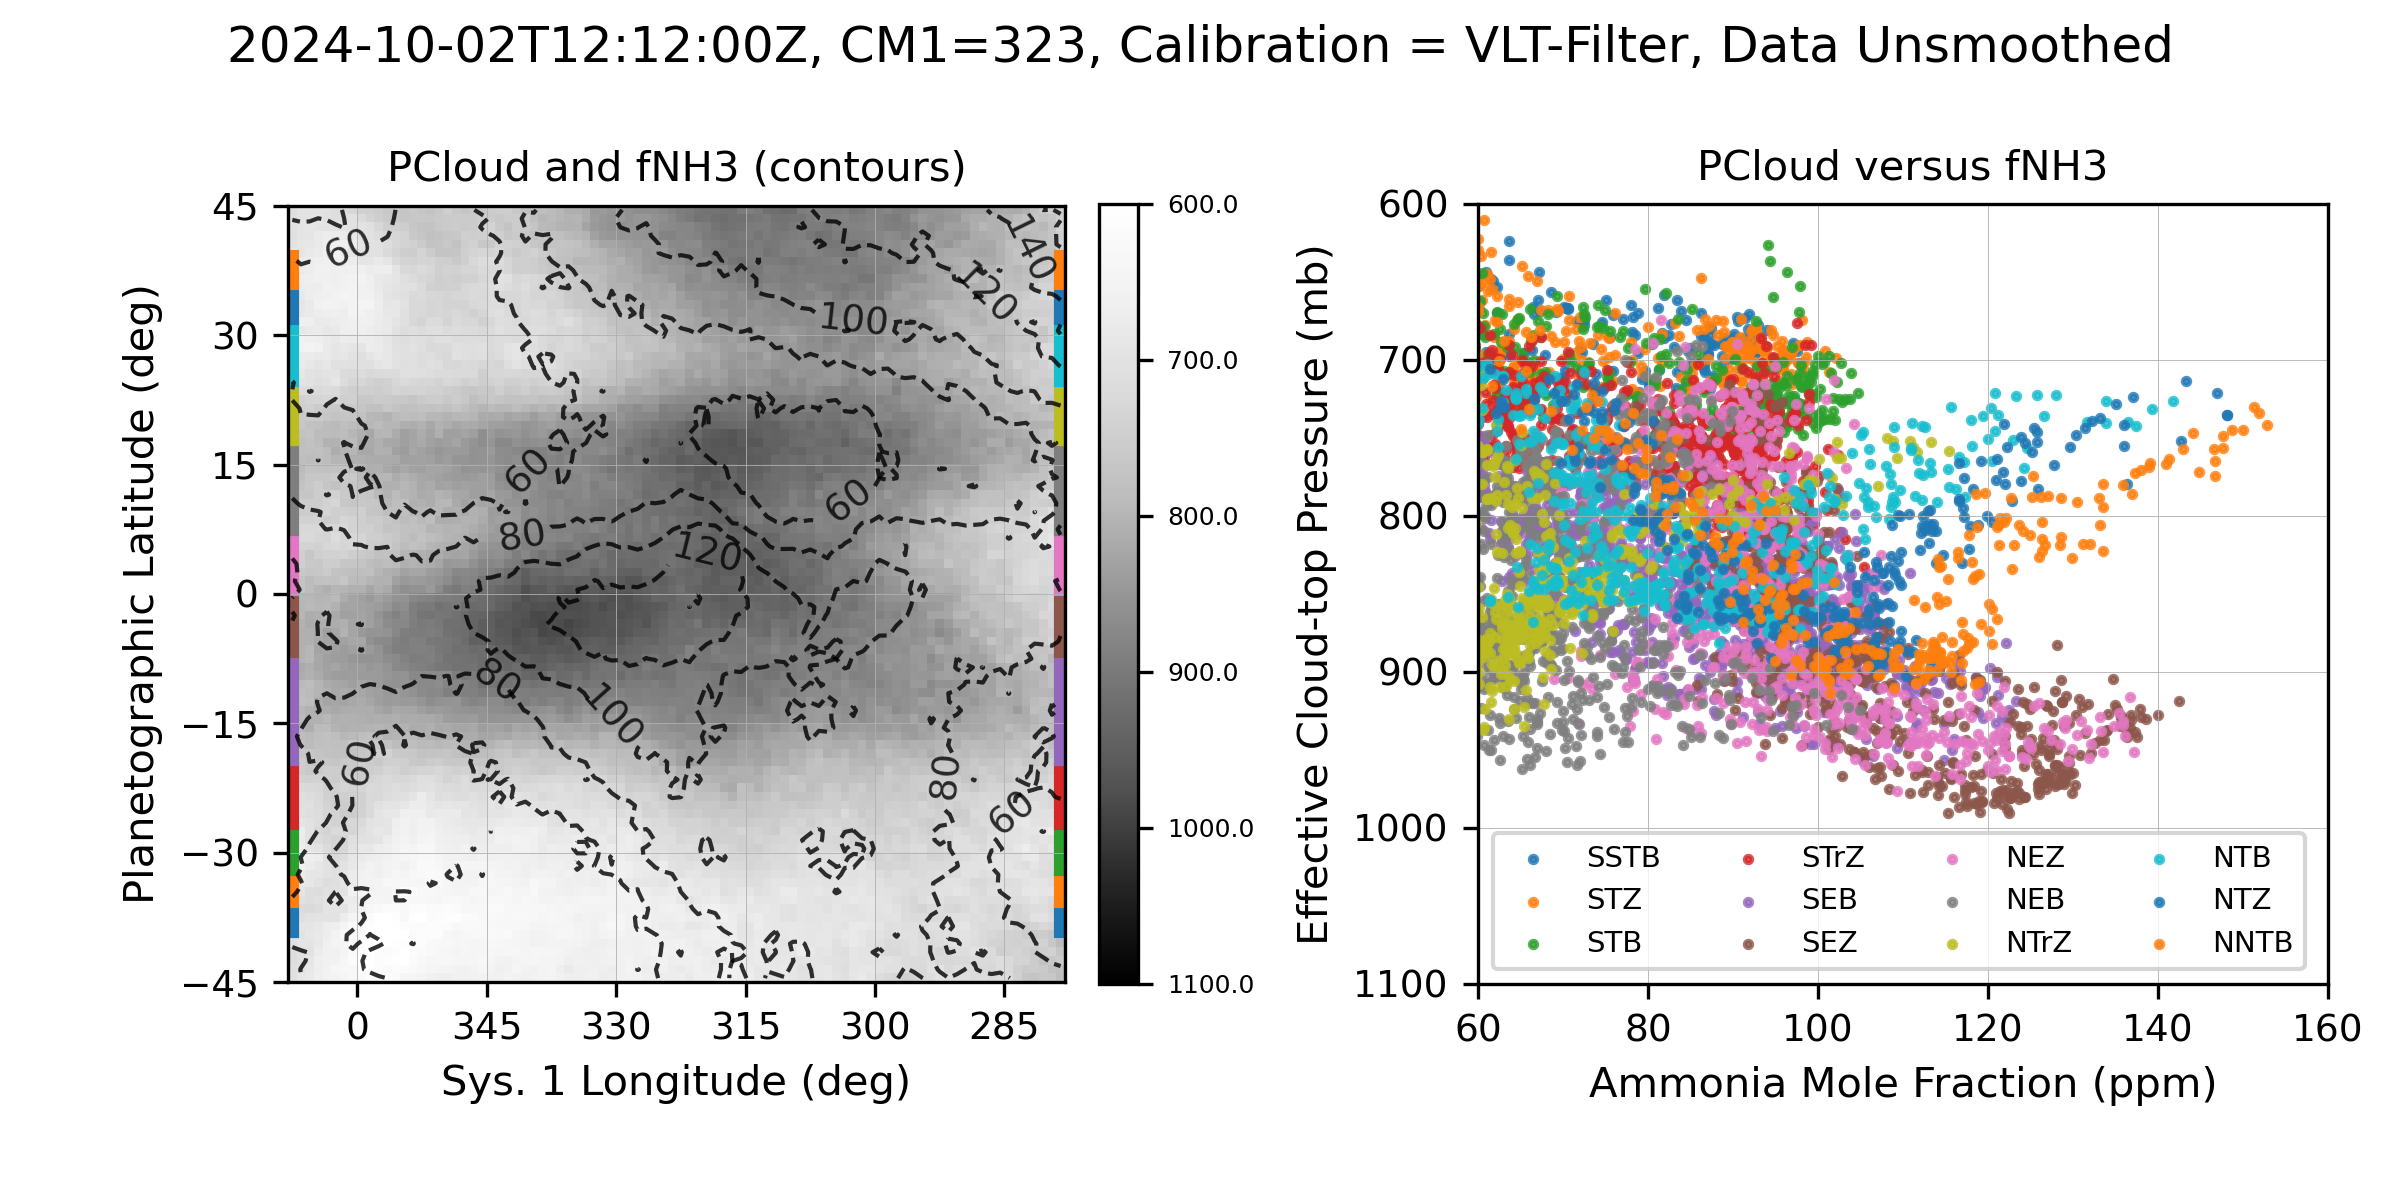 2024-10-02T12:12:00Z, CM1=323, Calibration = VLT-Filter, Data Unsmoothed
PCloud and fNH3 (contours)
Planetographic Latitude (deg)
45
30
15
0
−15
−30
−45
60
140
120
100
60
60
80
120
80
100
60
80
60
0
345
330
315
300
285
Sys. 1 Longitude (deg)
600.0
700.0
800.0
900.0
1000.0
1100.0
PCloud versus fNH3
Effective Cloud-top Pressure (mb)
600
700
800
900
1000
1100
SSTB
STZ
STB
STrZ
SEB
SEZ
NEZ
NEB
NTrZ
NTB
NTZ
NNTB
60
80
100
120
140
160
Ammonia Mole Fraction (ppm)